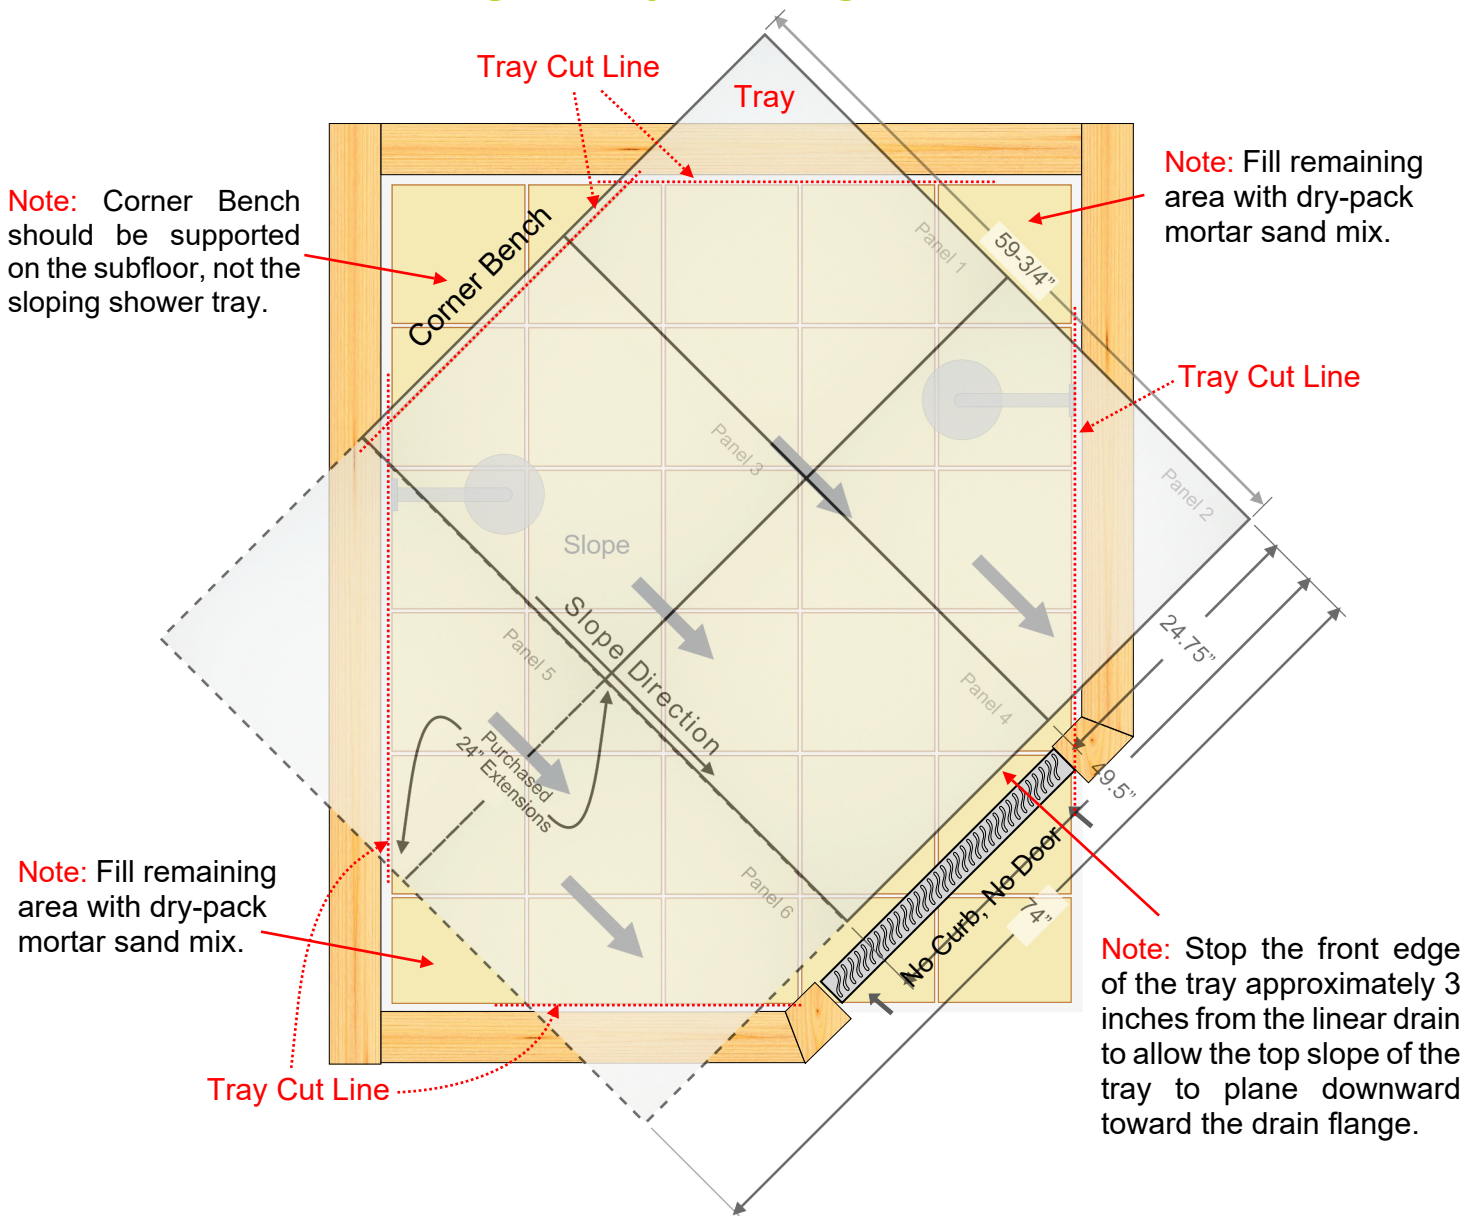 Tray Cut Line
Tray
Note: Fill remaining
area with dry-pack
mortar sand mix.
Note: Corner Bench
should be supported
on the subfloor, not the
sloping shower tray.
Corner Bench
Panel 1
59-3/4”
Tray Cut Line
Panel 3
Panel 2
Slope
Slope Direction
24.75”
Panel 5
Panel 4
Purchased
24” Extensions
49.5”
No Curb, No Door
74”
Panel 6
Note: Fill remaining
area with dry-pack
mortar sand mix.
Note: Stop the front edge
of the tray approximately 3
inches from the linear drain
to allow the top slope of the
tray to plane downward
toward the drain flange.
Tray Cut Line